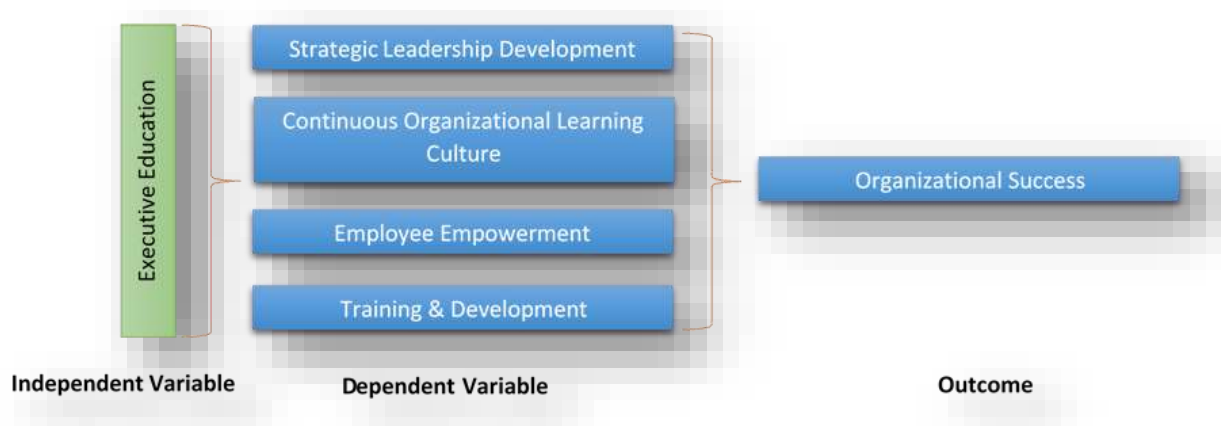 Executive Education
Strategic Leadership Development
Continuous Organizational Learning
Culture
Employee Empowerment
Training & Development
Organizational Success
Independent Variable
Dependent Variable
Outcome